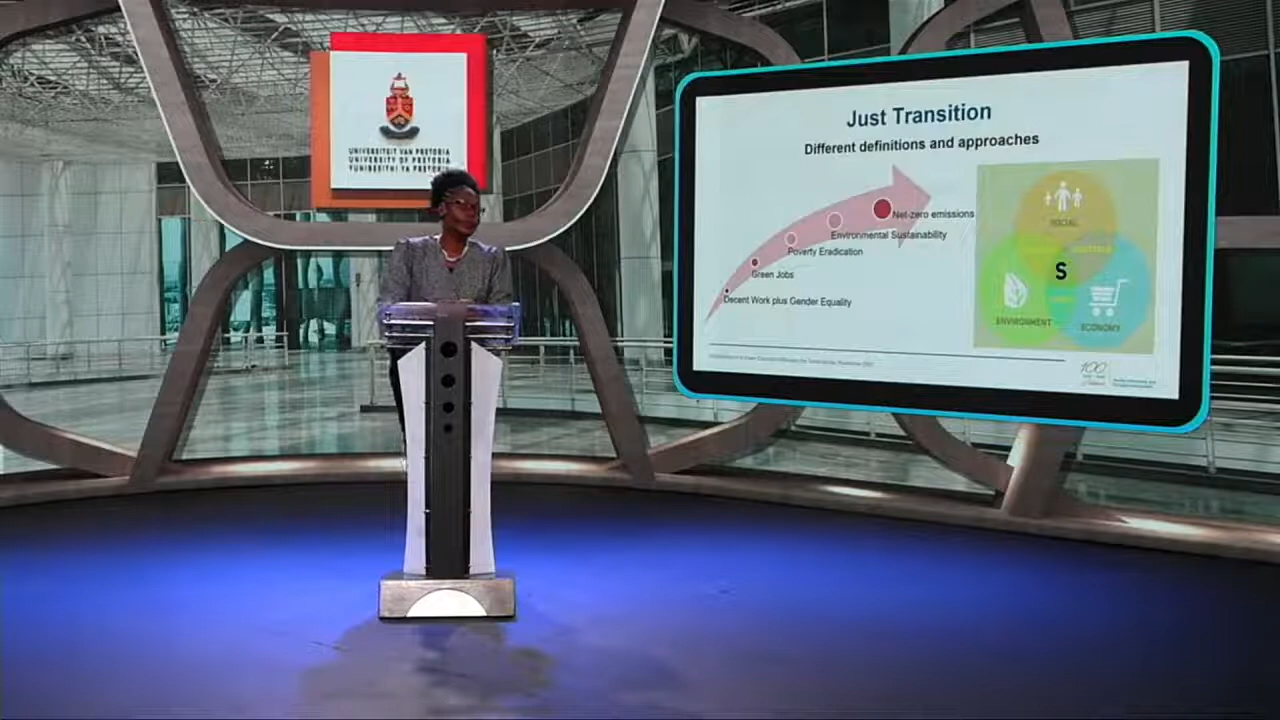 UNIVERSITEIT VAN PRETORIA
UNIVERSITY OF PRETORIA
YUNIBESITHI YA PRETORIA
Just Transition
Different definitions and approaches
Net-zero emissions
Environmental Sustainability
Poverty Eradication
Green Jobs
Decent Work plus Gender Equality
SOCIAL
S
ENVIRONMENT
ECONOMY
100